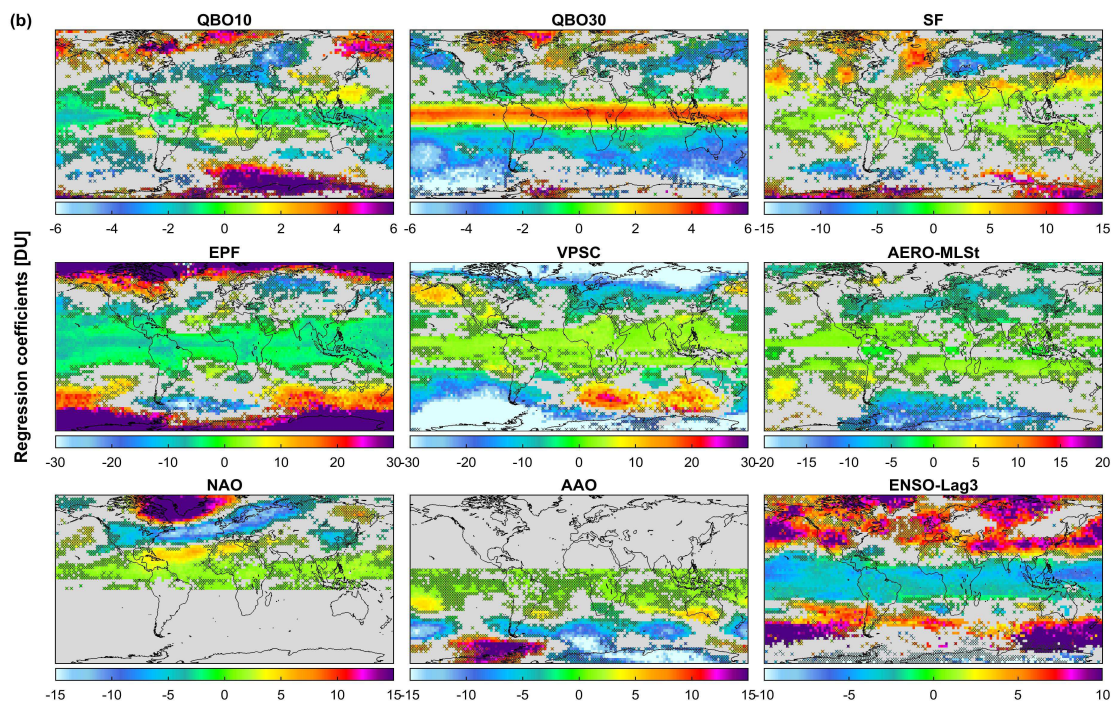 (b)
QBO10 QBO30 SF
-6 -4 -2 0 2 4 6 -6 -4 -2 0 2 4 6 -15 -10 -5 0 5 10 15
Regression coefficients [DU]
EPF VPSC AERO-MLSt
-30 -20 -10 0 10 20 30 -30 -20 -10 0 10 20 30 -20 -15 -10 -5 0 5 10 15 20
NAO AAO ENSO-Lag3
-15 -10 -5 0 5 10 15 -15 -10 -5 0 5 10 15 -10 -5 0 5 10